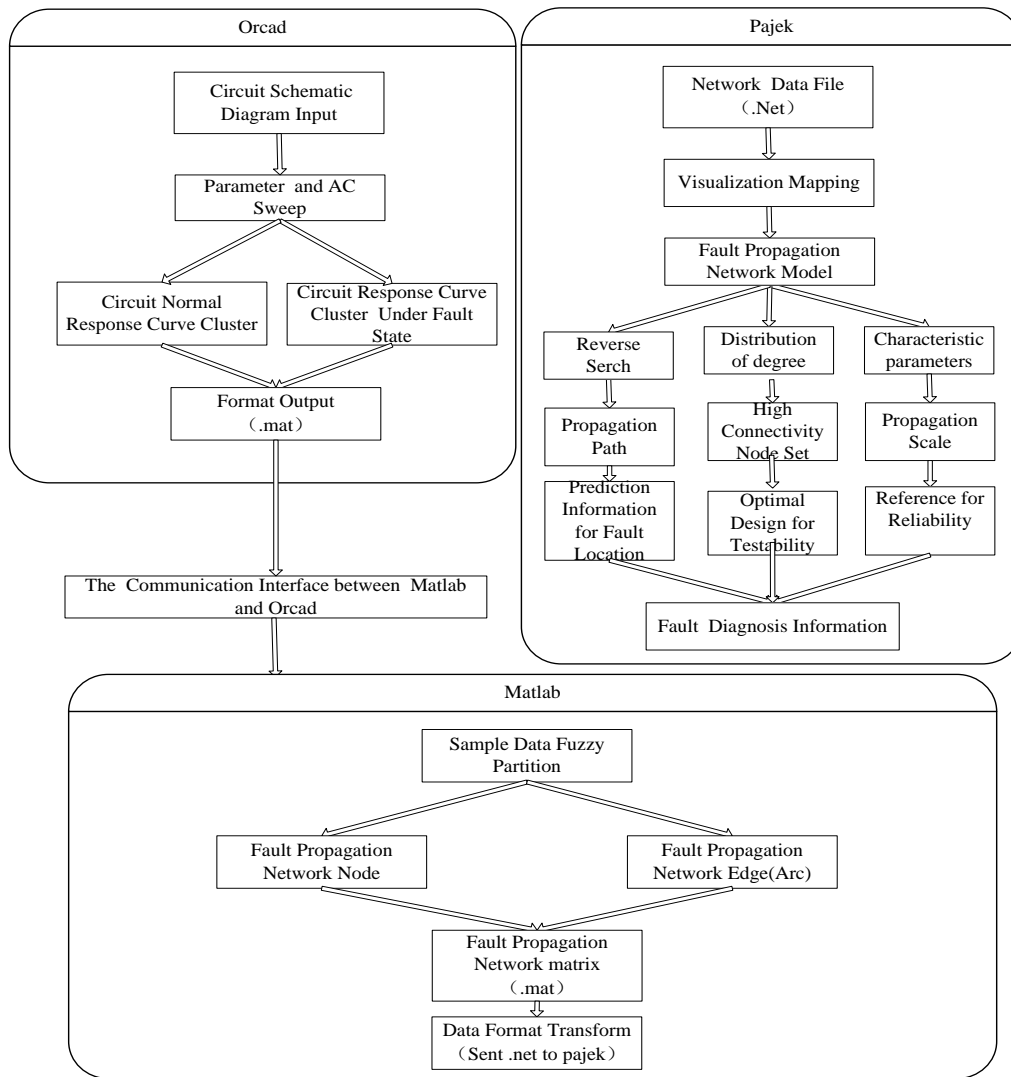 Orcad
Circuit Schematic
Diagram Input
Parameter and AC
Sweep
Circuit Normal
Response Curve Cluster
Circuit Response Curve
Cluster Under Fault
State
Format Output
（.mat）
The Communication Interface between Matlab
and Orcad
Pajek
Network Data File
（.Net）
Visualization Mapping
Fault Propagation
Network Model
Reverse
Serch
Distribution
of degree
Characteristic
parameters
Propagation
Path
High
Connectivity
Node Set
Propagation
Scale
Prediction
Information
for Fault
Location
Optimal
Design for
Testability
Reference for
Reliability
Fault Diagnosis Information
Matlab
Sample Data Fuzzy
Partition
Fault Propagation
Network Node
Fault Propagation
Network Edge(Arc)
Fault Propagation
Network matrix
（.mat）
Data Format Transform
（Sent .net to pajek）